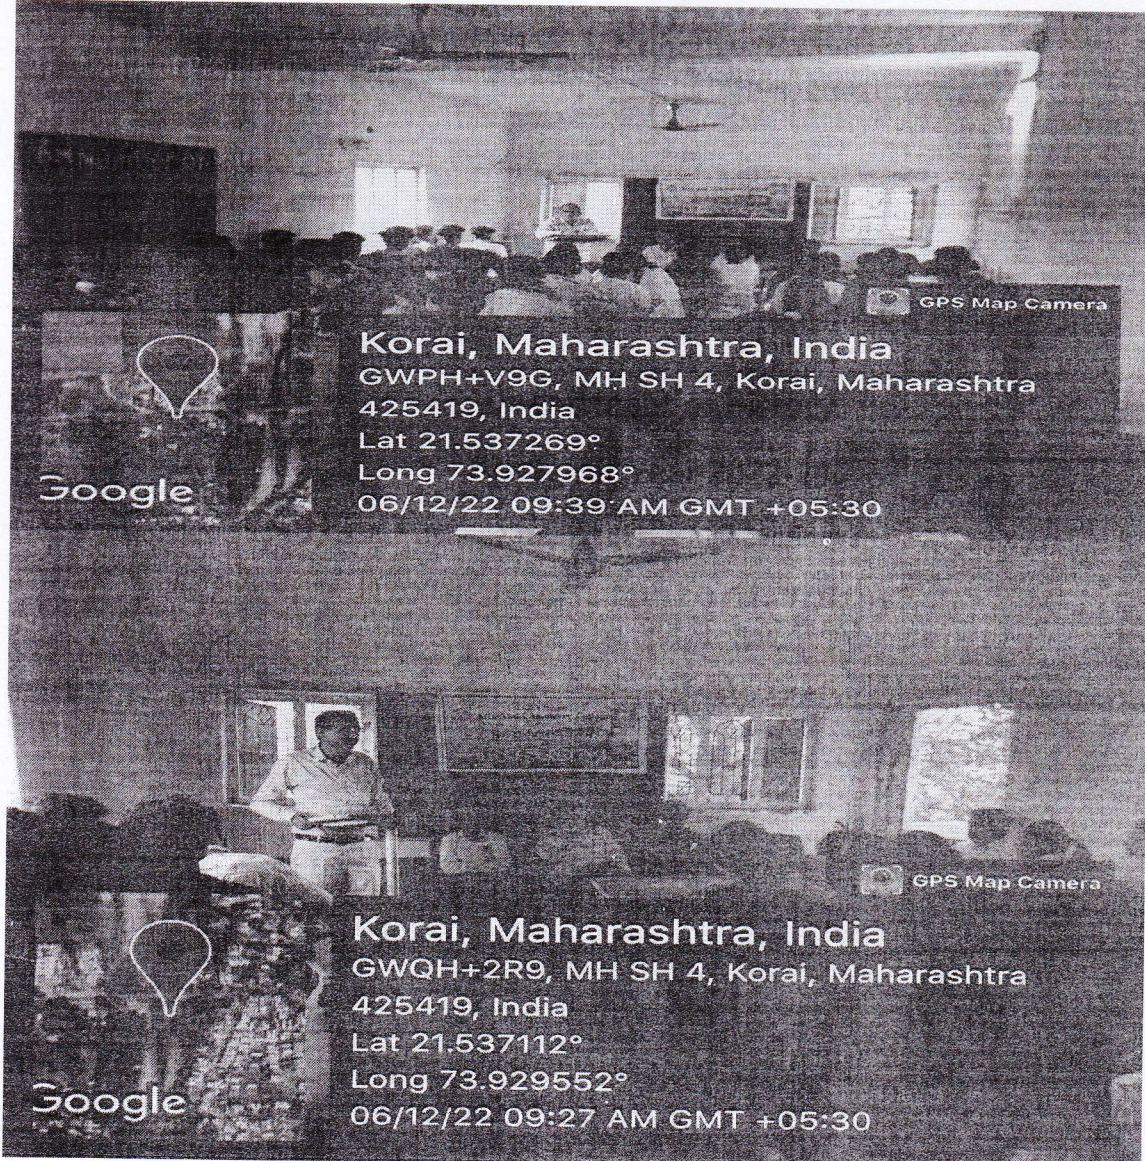 GPS Map Camera
Korai, Maharashtra, India
GWPH+V9G, MH SH 4, Korai, Maharashtra
425419, India
Lat 21.537269°
Long 73.927968°
06/12/22 09:39 AM GMT +05:30
Google
GPS Map Camera
Korai, Maharashtra, India
GWQH+2R9, MH SH 4, Korai, Maharashtra
425419, India
Lat 21.537112°
Long 73.929552°
06/12/22 09:27 AM GMT +05:30
Google